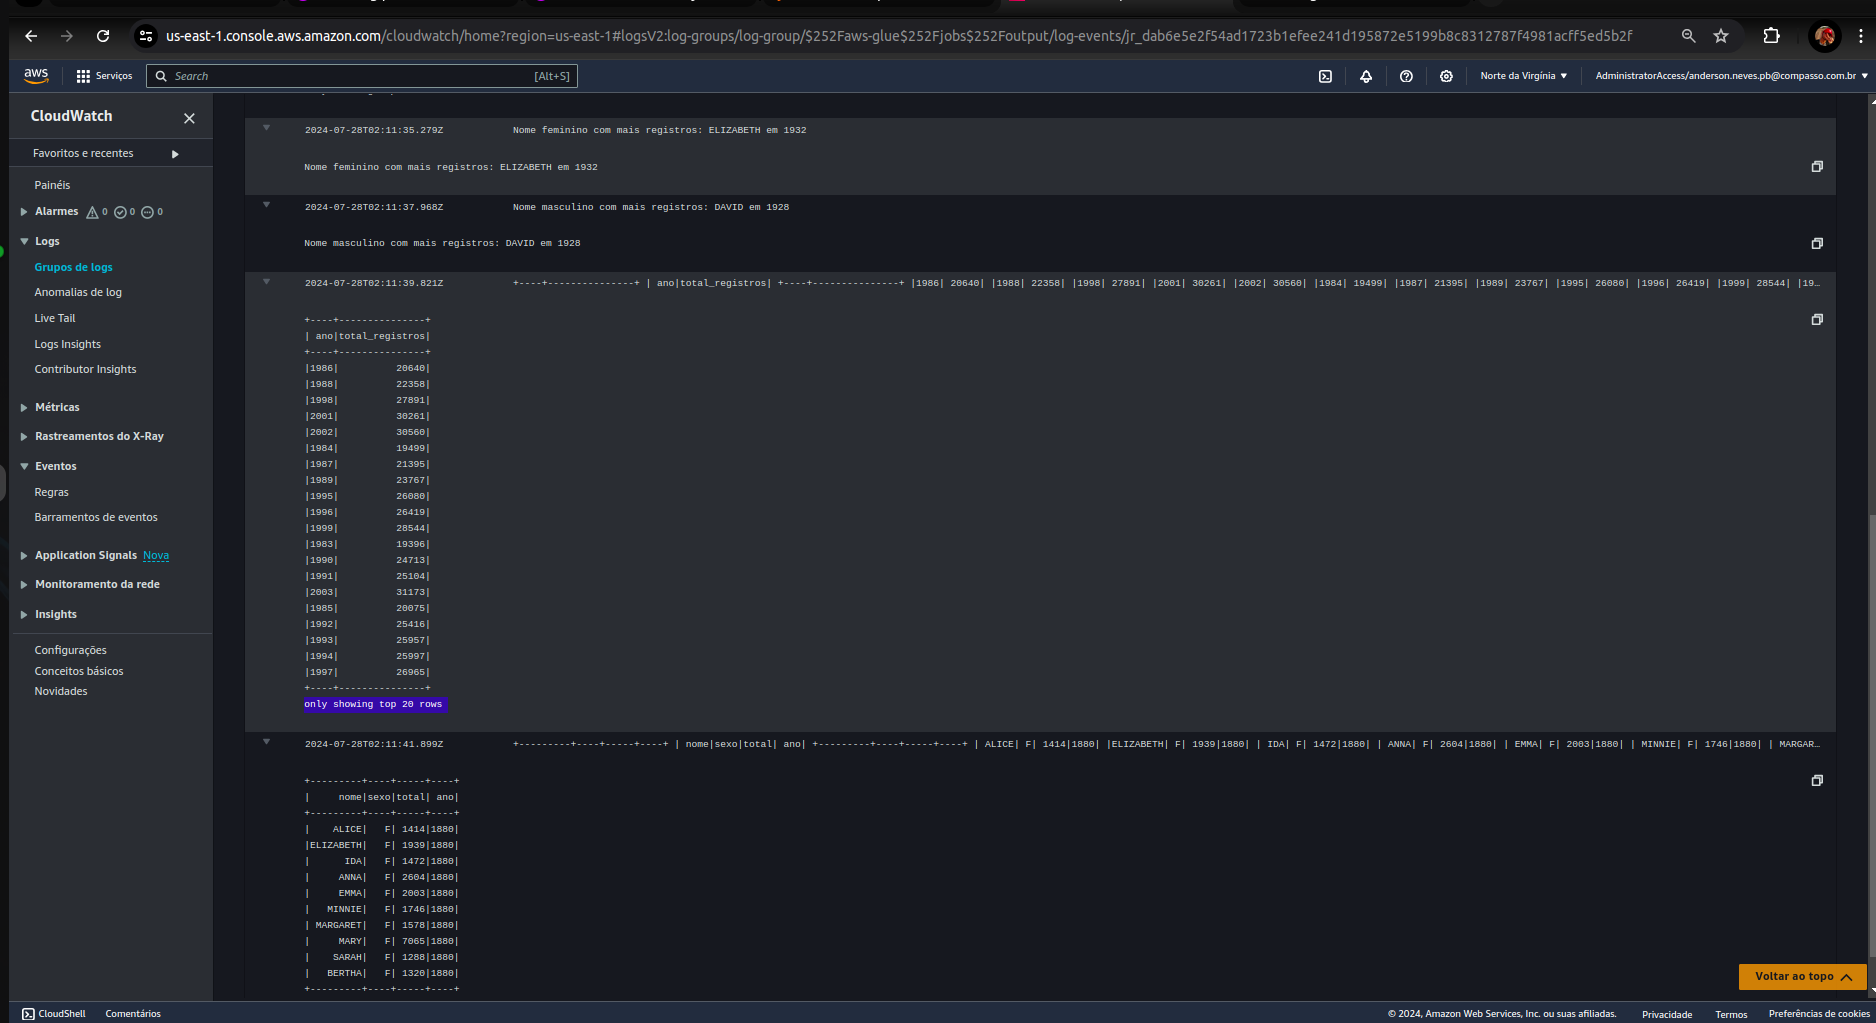 us-east-1.console.aws.amazon.com/cloudwatch/home?region=us-east-1#logsV2:log-groups/log-group/$252Faws-glue$252Fjobs$252Foutput/log-events/jr_dab6e5e2f54ad1723b1efee241d195872e5199b8c8312787f4981acff5ed5b2f
aws
Serviços
Search
[Alt+S]
Norte da Virgínia
AdministratorAccess/anderson.neves.pb@compasso.com.br
CloudWatch
Favoritos e recentes
Painéis
Alarmes 0 0 0
Logs
Grupos de logs
Anomalias de log
Live Tail
Logs Insights
Contributor Insights
Métricas
Rastreamentos do X-Ray
Eventos
Regras
Barramentos de eventos
Application Signals Nova
Monitoramento da rede
Insights
Configurações
Conceitos básicos
Novidades
2024-07-28T02:11:35.279Z Nome feminino com mais registros: ELIZABETH em 1932
Nome feminino com mais registros: ELIZABETH em 1932
2024-07-28T02:11:37.968Z Nome masculino com mais registros: DAVID em 1928
Nome masculino com mais registros: DAVID em 1928
2024-07-28T02:11:39.821Z +----+---------------+ | ano|total_registros| +----+---------------+ |1986| 20640| |1988| 22358| |1998| 27891| |2001| 30261| |2002| 30560| |1984| 19499| |1987| 21395| |1989| 23767| |1995| 26080| |1996| 26419| |1999| 28544| |19…
+----+---------------+
| ano|total_registros|
+----+---------------+
|1986|          20640|
|1988|          22358|
|1998|          27891|
|2001|          30261|
|2002|          30560|
|1984|          19499|
|1987|          21395|
|1989|          23767|
|1995|          26080|
|1996|          26419|
|1999|          28544|
|1983|          19396|
|1990|          24713|
|1991|          25104|
|2003|          31173|
|1985|          20075|
|1992|          25416|
|1993|          25957|
|1994|          25997|
|1997|          26965|
+----+---------------+
only showing top 20 rows
2024-07-28T02:11:41.899Z +---------+----+-----+----+ | nome|sexo|total| ano| +---------+----+-----+----+ | ALICE| F| 1414|1880| |ELIZABETH| F| 1939|1880| | IDA| F| 1472|1880| | ANNA| F| 2604|1880| | EMMA| F| 2003|1880| | MINNIE| F| 1746|1880| | MARGAR…
+---------+----+-----+----+
|     nome|sexo|total| ano|
+---------+----+-----+----+
|    ALICE|   F| 1414|1880|
|ELIZABETH|   F| 1939|1880|
|      IDA|   F| 1472|1880|
|     ANNA|   F| 2604|1880|
|     EMMA|   F| 2003|1880|
|   MINNIE|   F| 1746|1880|
| MARGARET|   F| 1578|1880|
|     MARY|   F| 7065|1880|
|    SARAH|   F| 1288|1880|
|   BERTHA|   F| 1320|1880|
+---------+----+-----+----+
Voltar ao topo
CloudShell
Comentários
© 2024, Amazon Web Services, Inc. ou suas afiliadas.
Privacidade
Termos
Preferências de cookies